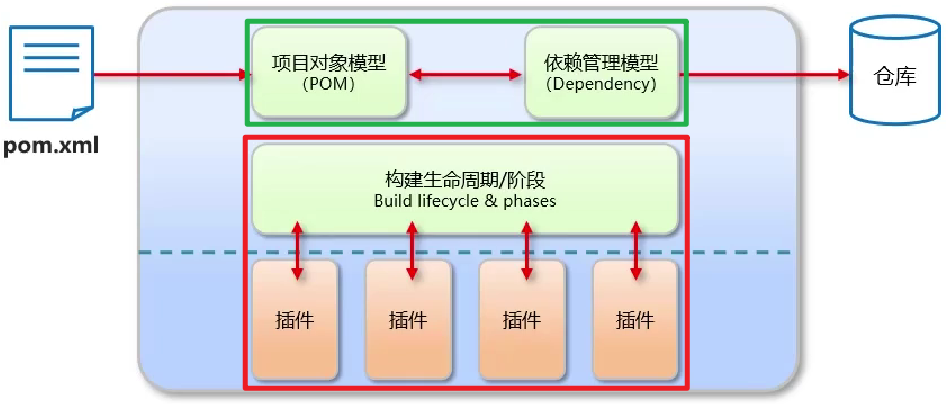 项目对象模型
（POM）
依赖管理模型
（Dependency）
仓库
pom.xml
构建生命周期/阶段
Build lifecycle & phases
插件
插件
插件
插件